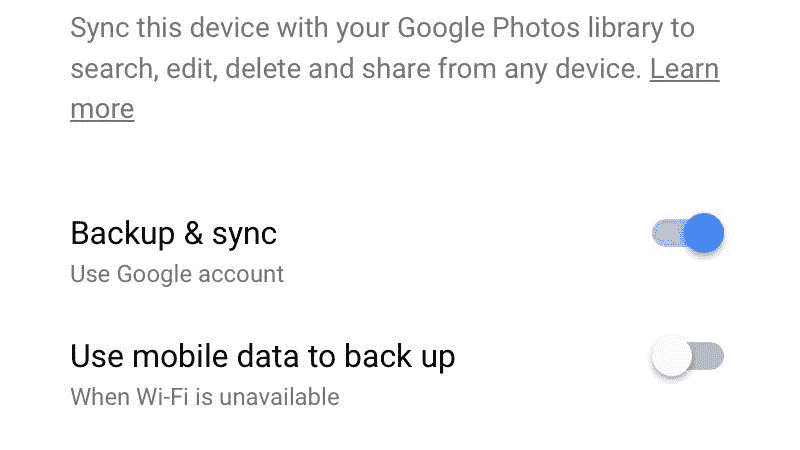 Sync this device with your Google Photos library to
search, edit, delete and share from any device. Learn
more
Backup & sync
Use Google account
Use mobile data to back up
When Wi-Fi is unavailable